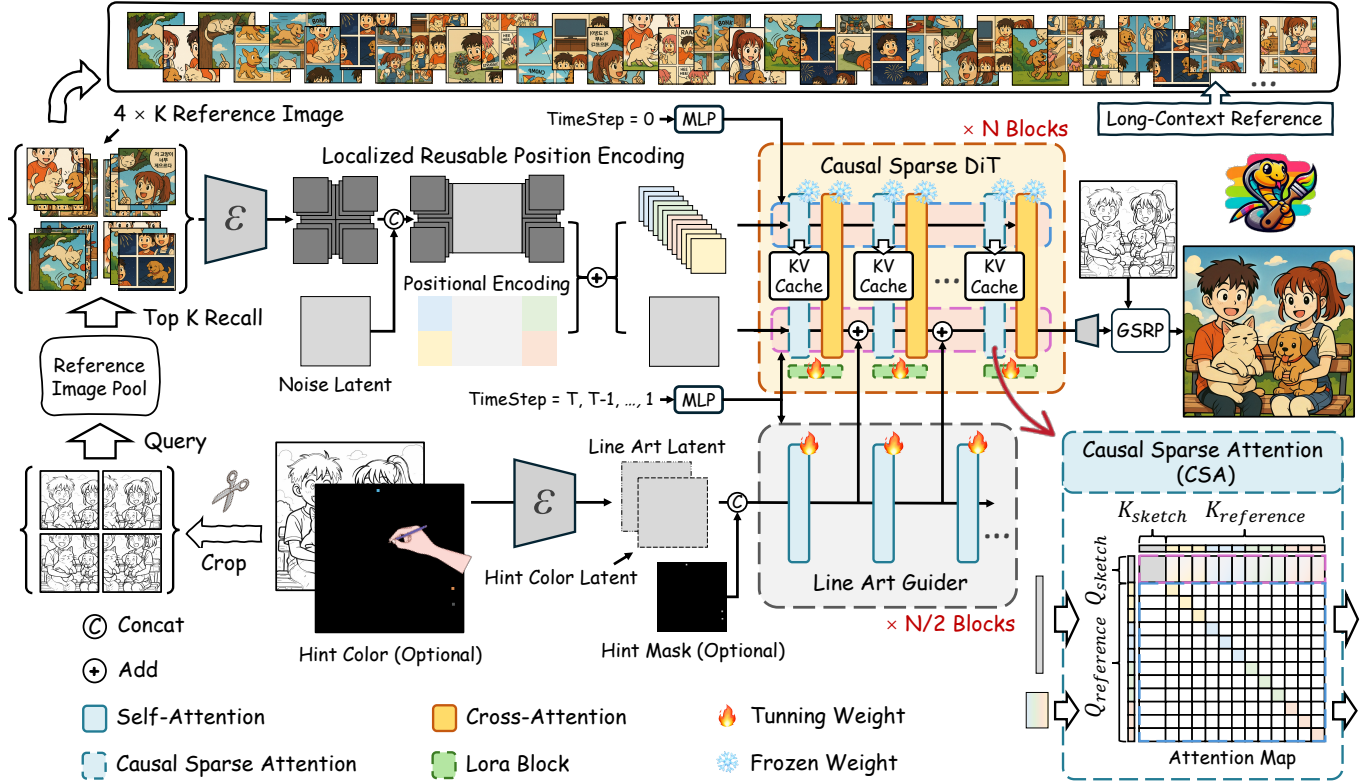 4 × K Reference Image
TimeStep = 0
MLP
× N Blocks
Long-Context Reference
Localized Reusable Position Encoding
Causal Sparse DiT
ε
C
KV
Cache
KV
Cache
...
KV
Cache
Positional Encoding
Top K Recall
GSRP
Reference
Image Pool
Noise Latent
TimeStep = T, T-1, ..., 1
MLP
Query
Line Art Latent
Causal Sparse Attention
(CSA)
ε
C
K_sketch K_reference
Crop
Hint Color Latent
Line Art Guider
Q_sketch
Q_reference
× N/2 Blocks
C Concat
Hint Color (Optional)
Hint Mask (Optional)
+ Add
Self-Attention
Cross-Attention
Tunning Weight
Causal Sparse Attention
Lora Block
Frozen Weight
Attention Map